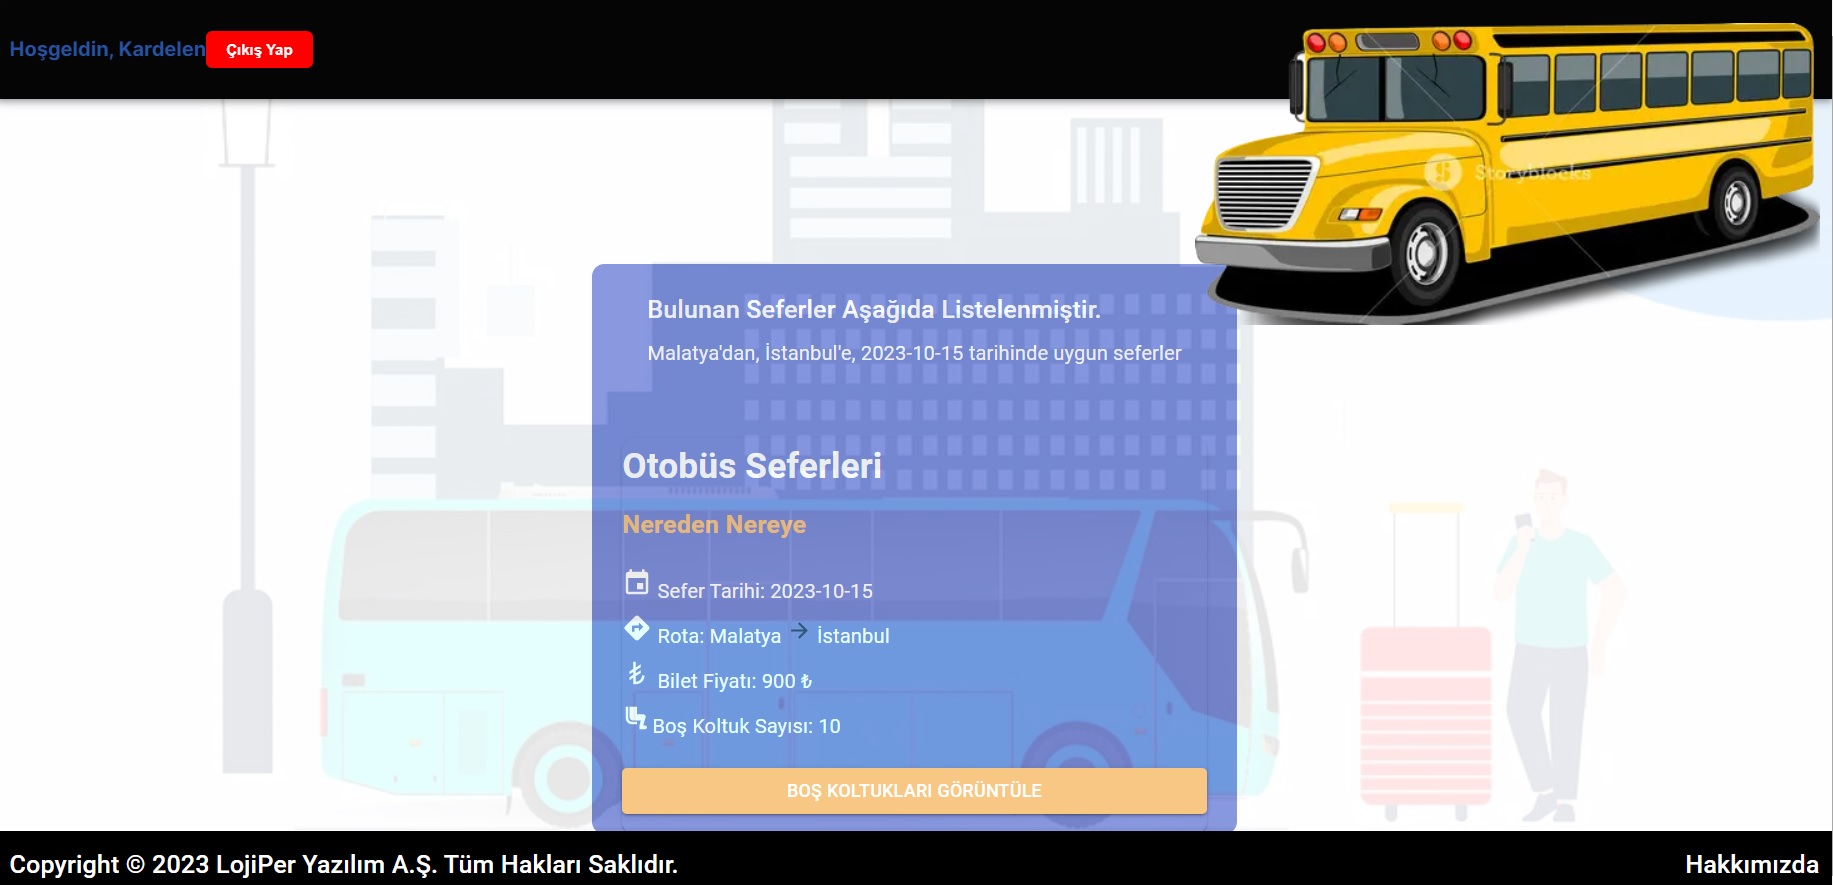 Hoşgeldin, Kardelen
Çıkış Yap
Storyblocks
Bulunan Seferler Aşağıda Listelenmiştir.
Malatya'dan, İstanbul'e, 2023-10-15 tarihinde uygun seferler
Otobüs Seferleri
Nereden Nereye
Sefer Tarihi: 2023-10-15
Rota: Malatya → İstanbul
Bilet Fiyatı: 900 ₺
Boş Koltuk Sayısı: 10
BOŞ KOLTUKLARI GÖRÜNTÜLE
Copyright © 2023 LojiPer Yazılım A.Ş. Tüm Hakları Saklıdır.
Hakkımızda